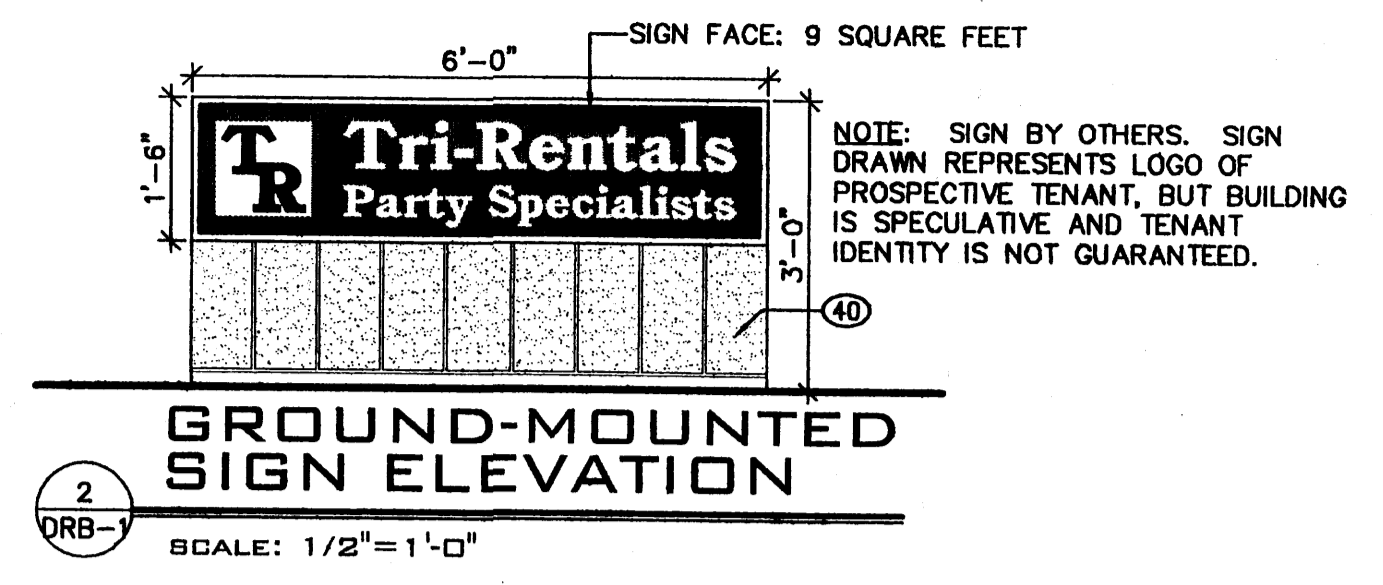 SIGN FACE: 9 SQUARE FEET
6'-0"
1'-6"
TR
Tri-Rentals
Party Specialists
3'-0"
NOTE: SIGN BY OTHERS. SIGN
DRAWN REPRESENTS LOGO OF
PROSPECTIVE TENANT, BUT BUILDING
IS SPECULATIVE AND TENANT
IDENTITY IS NOT GUARANTEED.
40
GROUND-MOUNTED
SIGN ELEVATION
2
DRB-1
SCALE: 1/2"=1'-0"